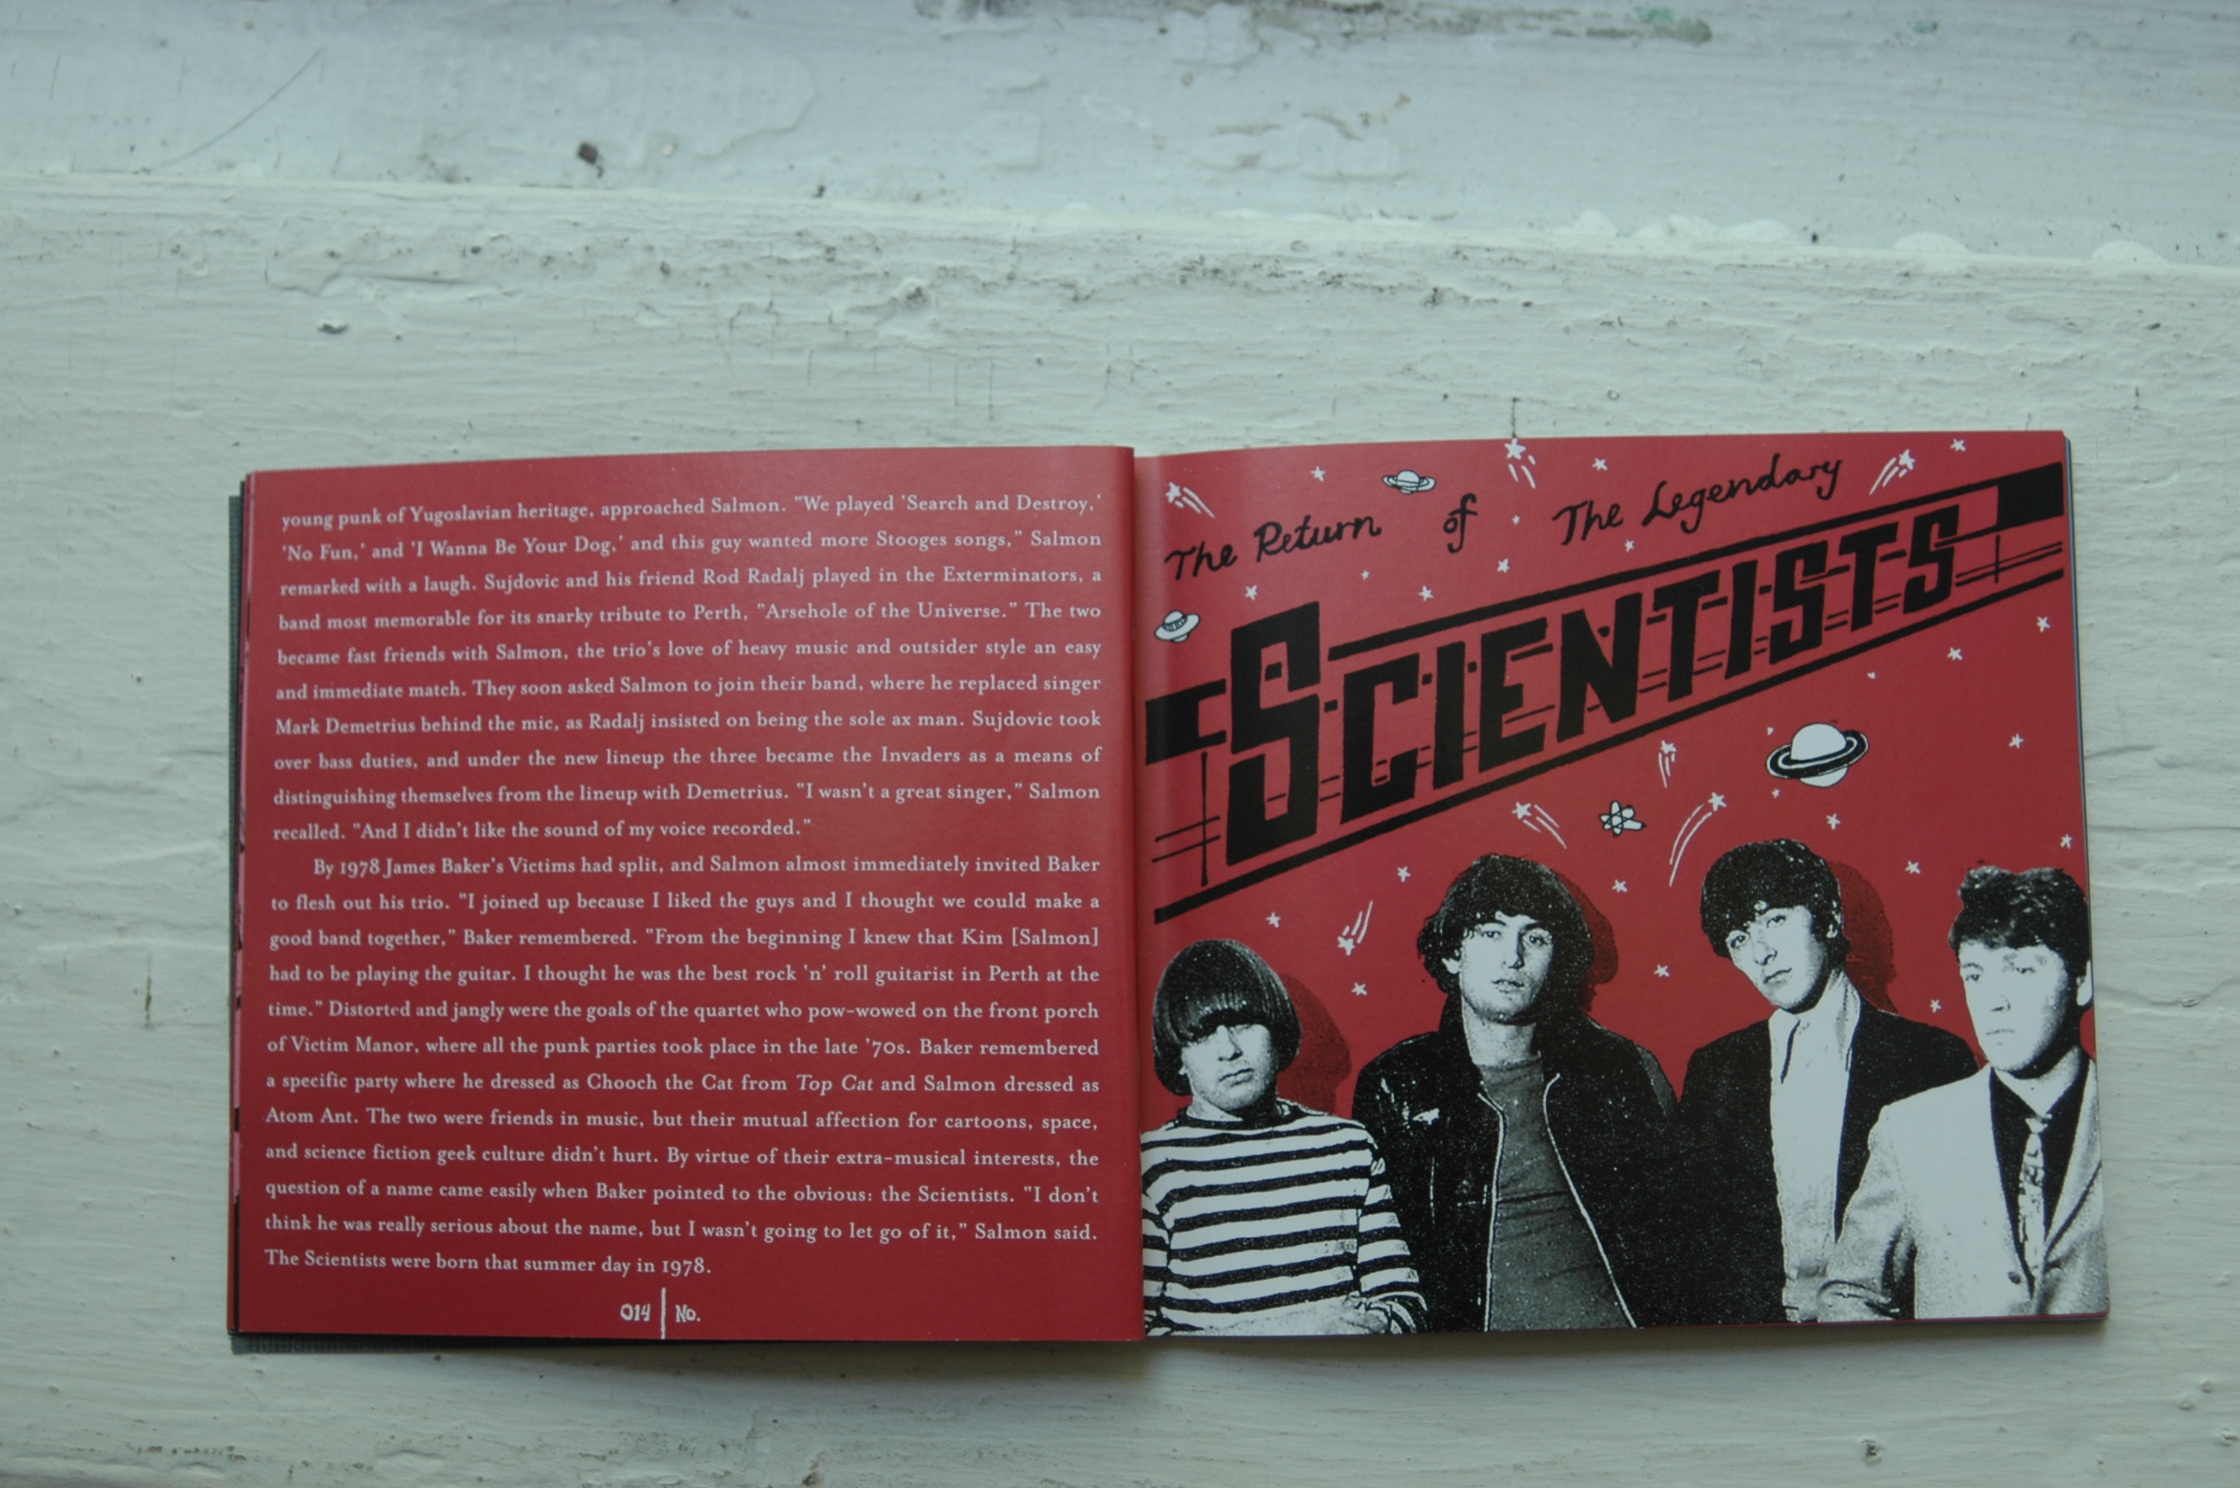 young punk of Yugoslavian heritage, approached Salmon. "We played 'Search and Destroy,'
'No Fun,' and 'I Wanna Be Your Dog,' and this guy wanted more Stooges songs," Salmon
remarked with a laugh. Sujdovic and his friend Rod Radalj played in the Exterminators, a
band most memorable for its snarky tribute to Perth, "Arsehole of the Universe." The two
became fast friends with Salmon, the trio's love of heavy music and outsider style an easy
and immediate match. They soon asked Salmon to join their band, where he replaced singer
Mark Demetrius behind the mic, as Radalj insisted on being the sole ax man. Sujdovic took
over bass duties, and under the new lineup the three became the Invaders as a means of
distinguishing themselves from the lineup with Demetrius. "I wasn't a great singer," Salmon
recalled. "And I didn't like the sound of my voice recorded."
By 1978 James Baker's Victims had split, and Salmon almost immediately invited Baker
to flesh out his trio. "I joined up because I liked the guys and I thought we could make a
good band together," Baker remembered. "From the beginning I knew that Kim [Salmon]
had to be playing the guitar. I thought he was the best rock 'n' roll guitarist in Perth at the
time." Distorted and jangly were the goals of the quartet who pow-wowed on the front porch
of Victim Manor, where all the punk parties took place in the late '70s. Baker remembered
a specific party where he dressed as Chooch the Cat from Top Cat and Salmon dressed as
Atom Ant. The two were friends in music, but their mutual affection for cartoons, space,
and science fiction geek culture didn't hurt. By virtue of their extra-musical interests, the
question of a name came easily when Baker pointed to the obvious: the Scientists. "I don't
think he was really serious about the name, but I wasn't going to let go of it," Salmon said.
The Scientists were born that summer day in 1978.
014 | No.
The Return of The Legendary
SCIENTISTS